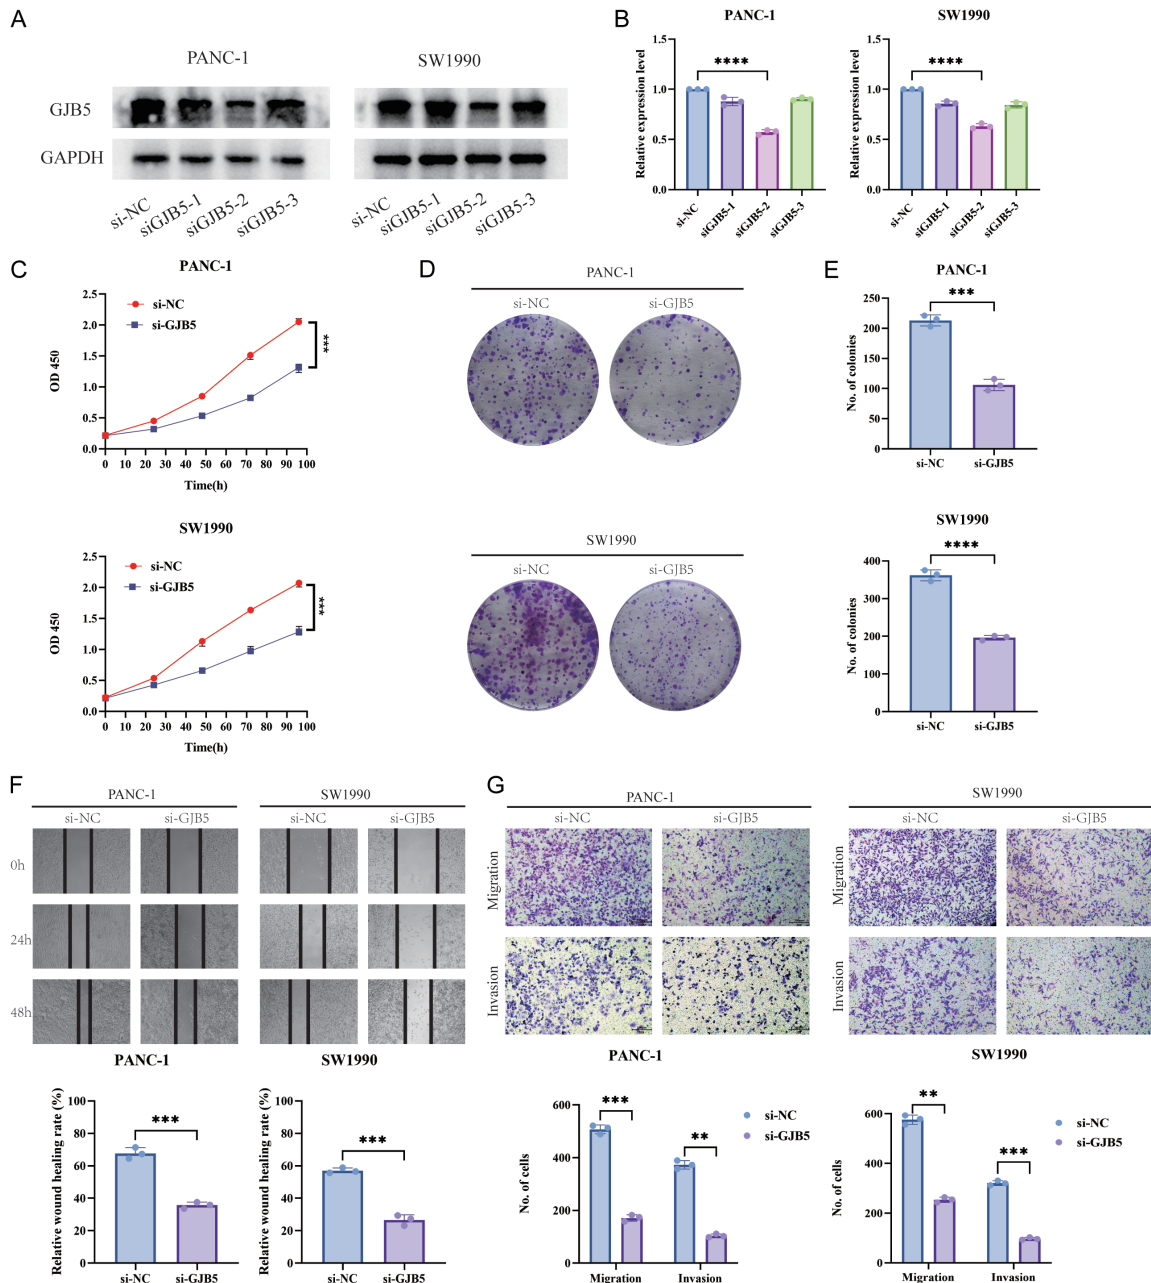 A
PANC-1
SW1990
GJB5
GAPDH
si-NC
siGJB5-1
siGJB5-2
siGJB5-3
si-NC
siGJB5-1
siGJB5-2
siGJB5-3
B
PANC-1
Relative expression level
1.5
1.0
0.5
0.0
****
si-NC
siGJB5-1
siGJB5-2
siGJB5-3
SW1990
Relative expression level
1.5
1.0
0.5
0.0
****
si-NC
siGJB5-1
siGJB5-2
siGJB5-3
C
PANC-1
OD 450
2.5
2.0
1.5
1.0
0.5
0.0
si-NC
si-GJB5
***
0 10 20 30 40 50 60 70 80 90 100
Time(h)
SW1990
OD 450
2.5
2.0
1.5
1.0
0.5
0.0
si-NC
si-GJB5
***
0 10 20 30 40 50 60 70 80 90 100
Time(h)
D
PANC-1
si-NC si-GJB5
SW1990
si-NC si-GJB5
E
PANC-1
No. of colonies
250
200
150
100
50
0
***
si-NC si-GJB5
SW1990
No. of colonies
400
300
200
100
0
****
si-NC si-GJB5
F
PANC-1 SW1990
si-NC si-GJB5 si-NC si-GJB5
0h
24h
48h
PANC-1
Relative wound healing rate (%)
100
80
60
40
20
0
***
si-NC si-GJB5
SW1990
Relative wound healing rate (%)
100
80
60
40
20
0
***
si-NC si-GJB5
G
PANC-1 SW1990
si-NC si-GJB5 si-NC si-GJB5
Migration
Invasion
Migration
Invasion
PANC-1
No. of cells
600
400
200
0
***
**
si-NC
si-GJB5
Migration Invasion
SW1990
No. of cells
600
400
200
0
**
***
si-NC
si-GJB5
Migration Invasion